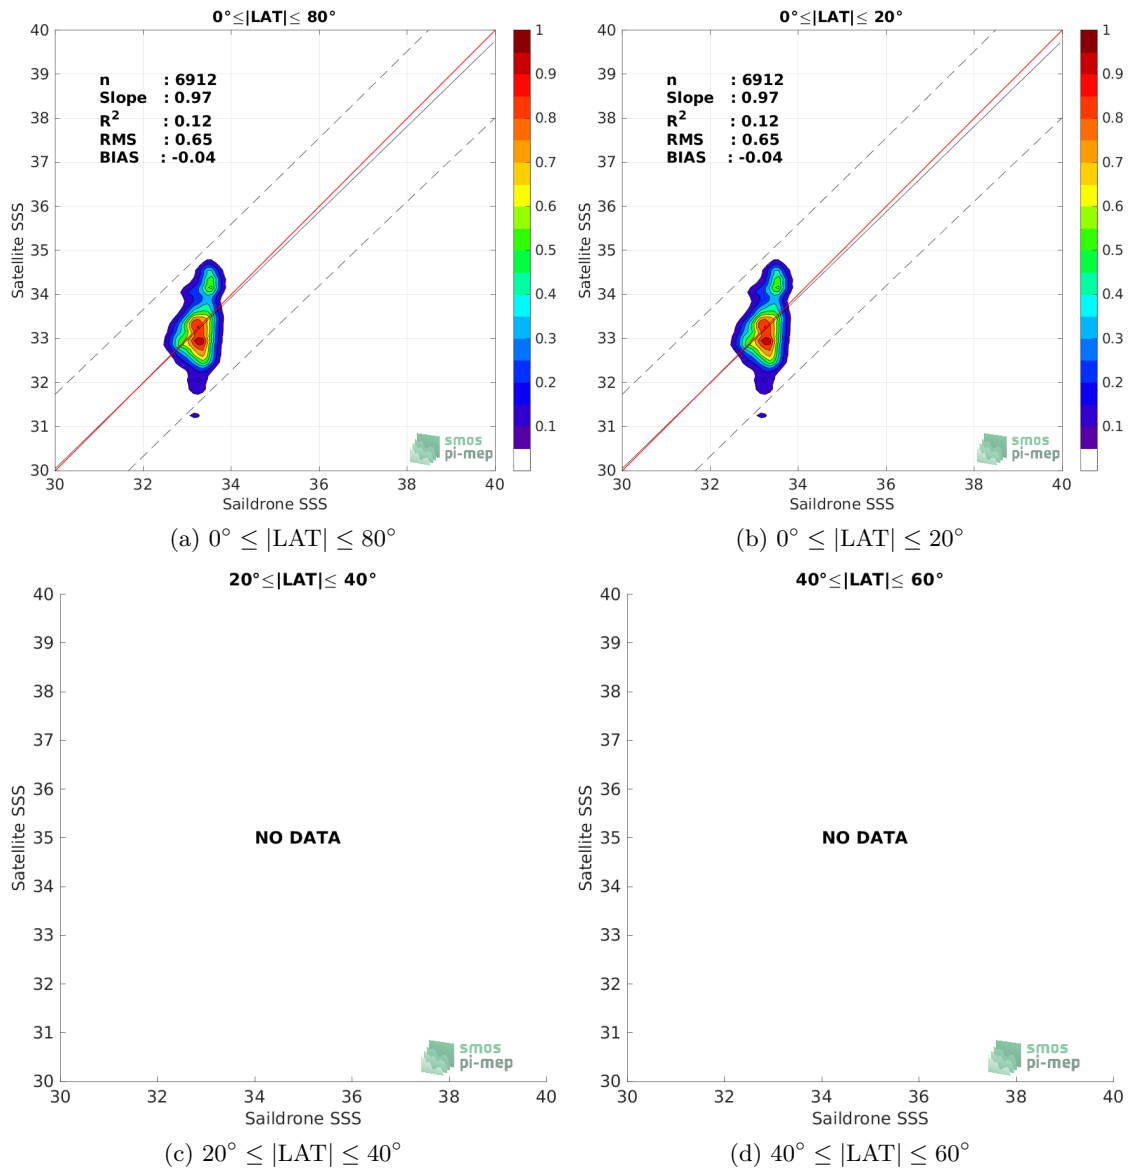 0°≤|LAT|≤ 80°
40
39
38
37
36
35
34
33
32
31
30
Satellite SSS
n : 6912
Slope : 0.97
R² : 0.12
RMS : 0.65
BIAS : -0.04
smos
pi-mep
30 32 34 36 38 40
Saildrone SSS
1
0.9
0.8
0.7
0.6
0.5
0.4
0.3
0.2
0.1
(a) 0° ≤ |LAT| ≤ 80°
0°≤|LAT|≤ 20°
40
39
38
37
36
35
34
33
32
31
30
Satellite SSS
n : 6912
Slope : 0.97
R² : 0.12
RMS : 0.65
BIAS : -0.04
smos
pi-mep
30 32 34 36 38 40
Saildrone SSS
1
0.9
0.8
0.7
0.6
0.5
0.4
0.3
0.2
0.1
(b) 0° ≤ |LAT| ≤ 20°
20°≤|LAT|≤ 40°
40
39
38
37
36
35
34
33
32
31
30
Satellite SSS
NO DATA
smos
pi-mep
30 32 34 36 38 40
Saildrone SSS
(c) 20° ≤ |LAT| ≤ 40°
40°≤|LAT|≤ 60°
40
39
38
37
36
35
34
33
32
31
30
Satellite SSS
NO DATA
smos
pi-mep
30 32 34 36 38 40
Saildrone SSS
(d) 40° ≤ |LAT| ≤ 60°